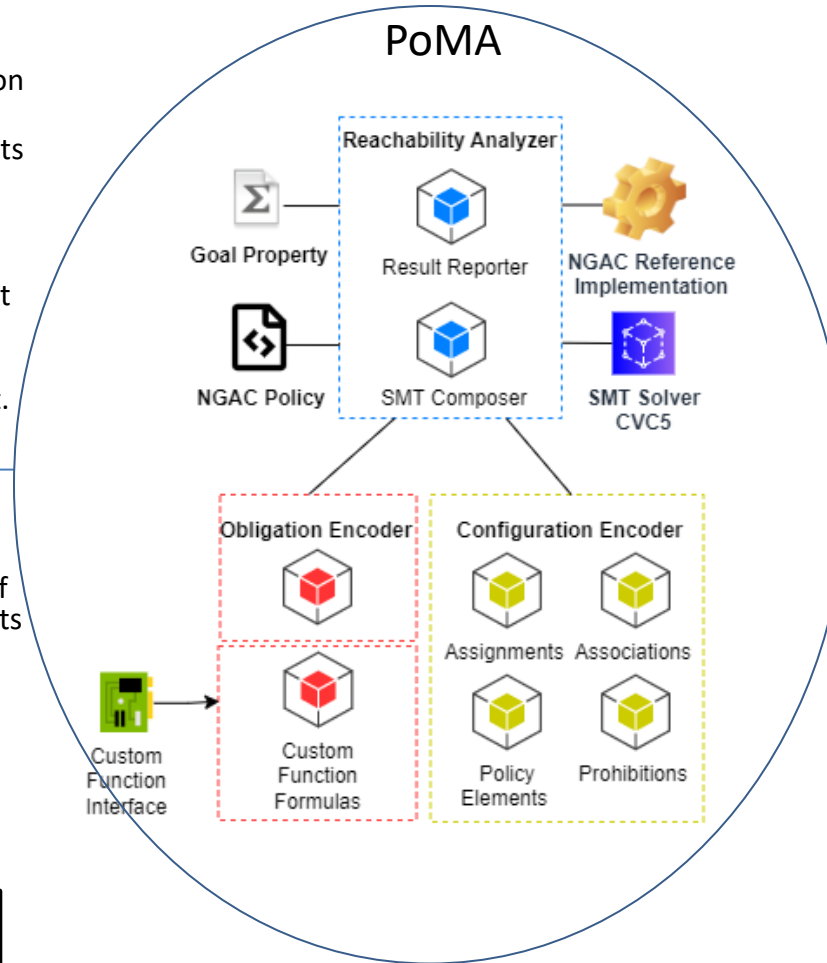 PoMA
on
ts
t
.
f
ts
Reachability Analyzer
Goal Property
Result Reporter
NGAC Reference
Implementation
NGAC Policy
SMT Composer
SMT Solver
CVC5
Obligation Encoder
Configuration Encoder
Assignments
Associations
Custom
Function
Interface
Custom
Function
Formulas
Policy
Elements
Prohibitions